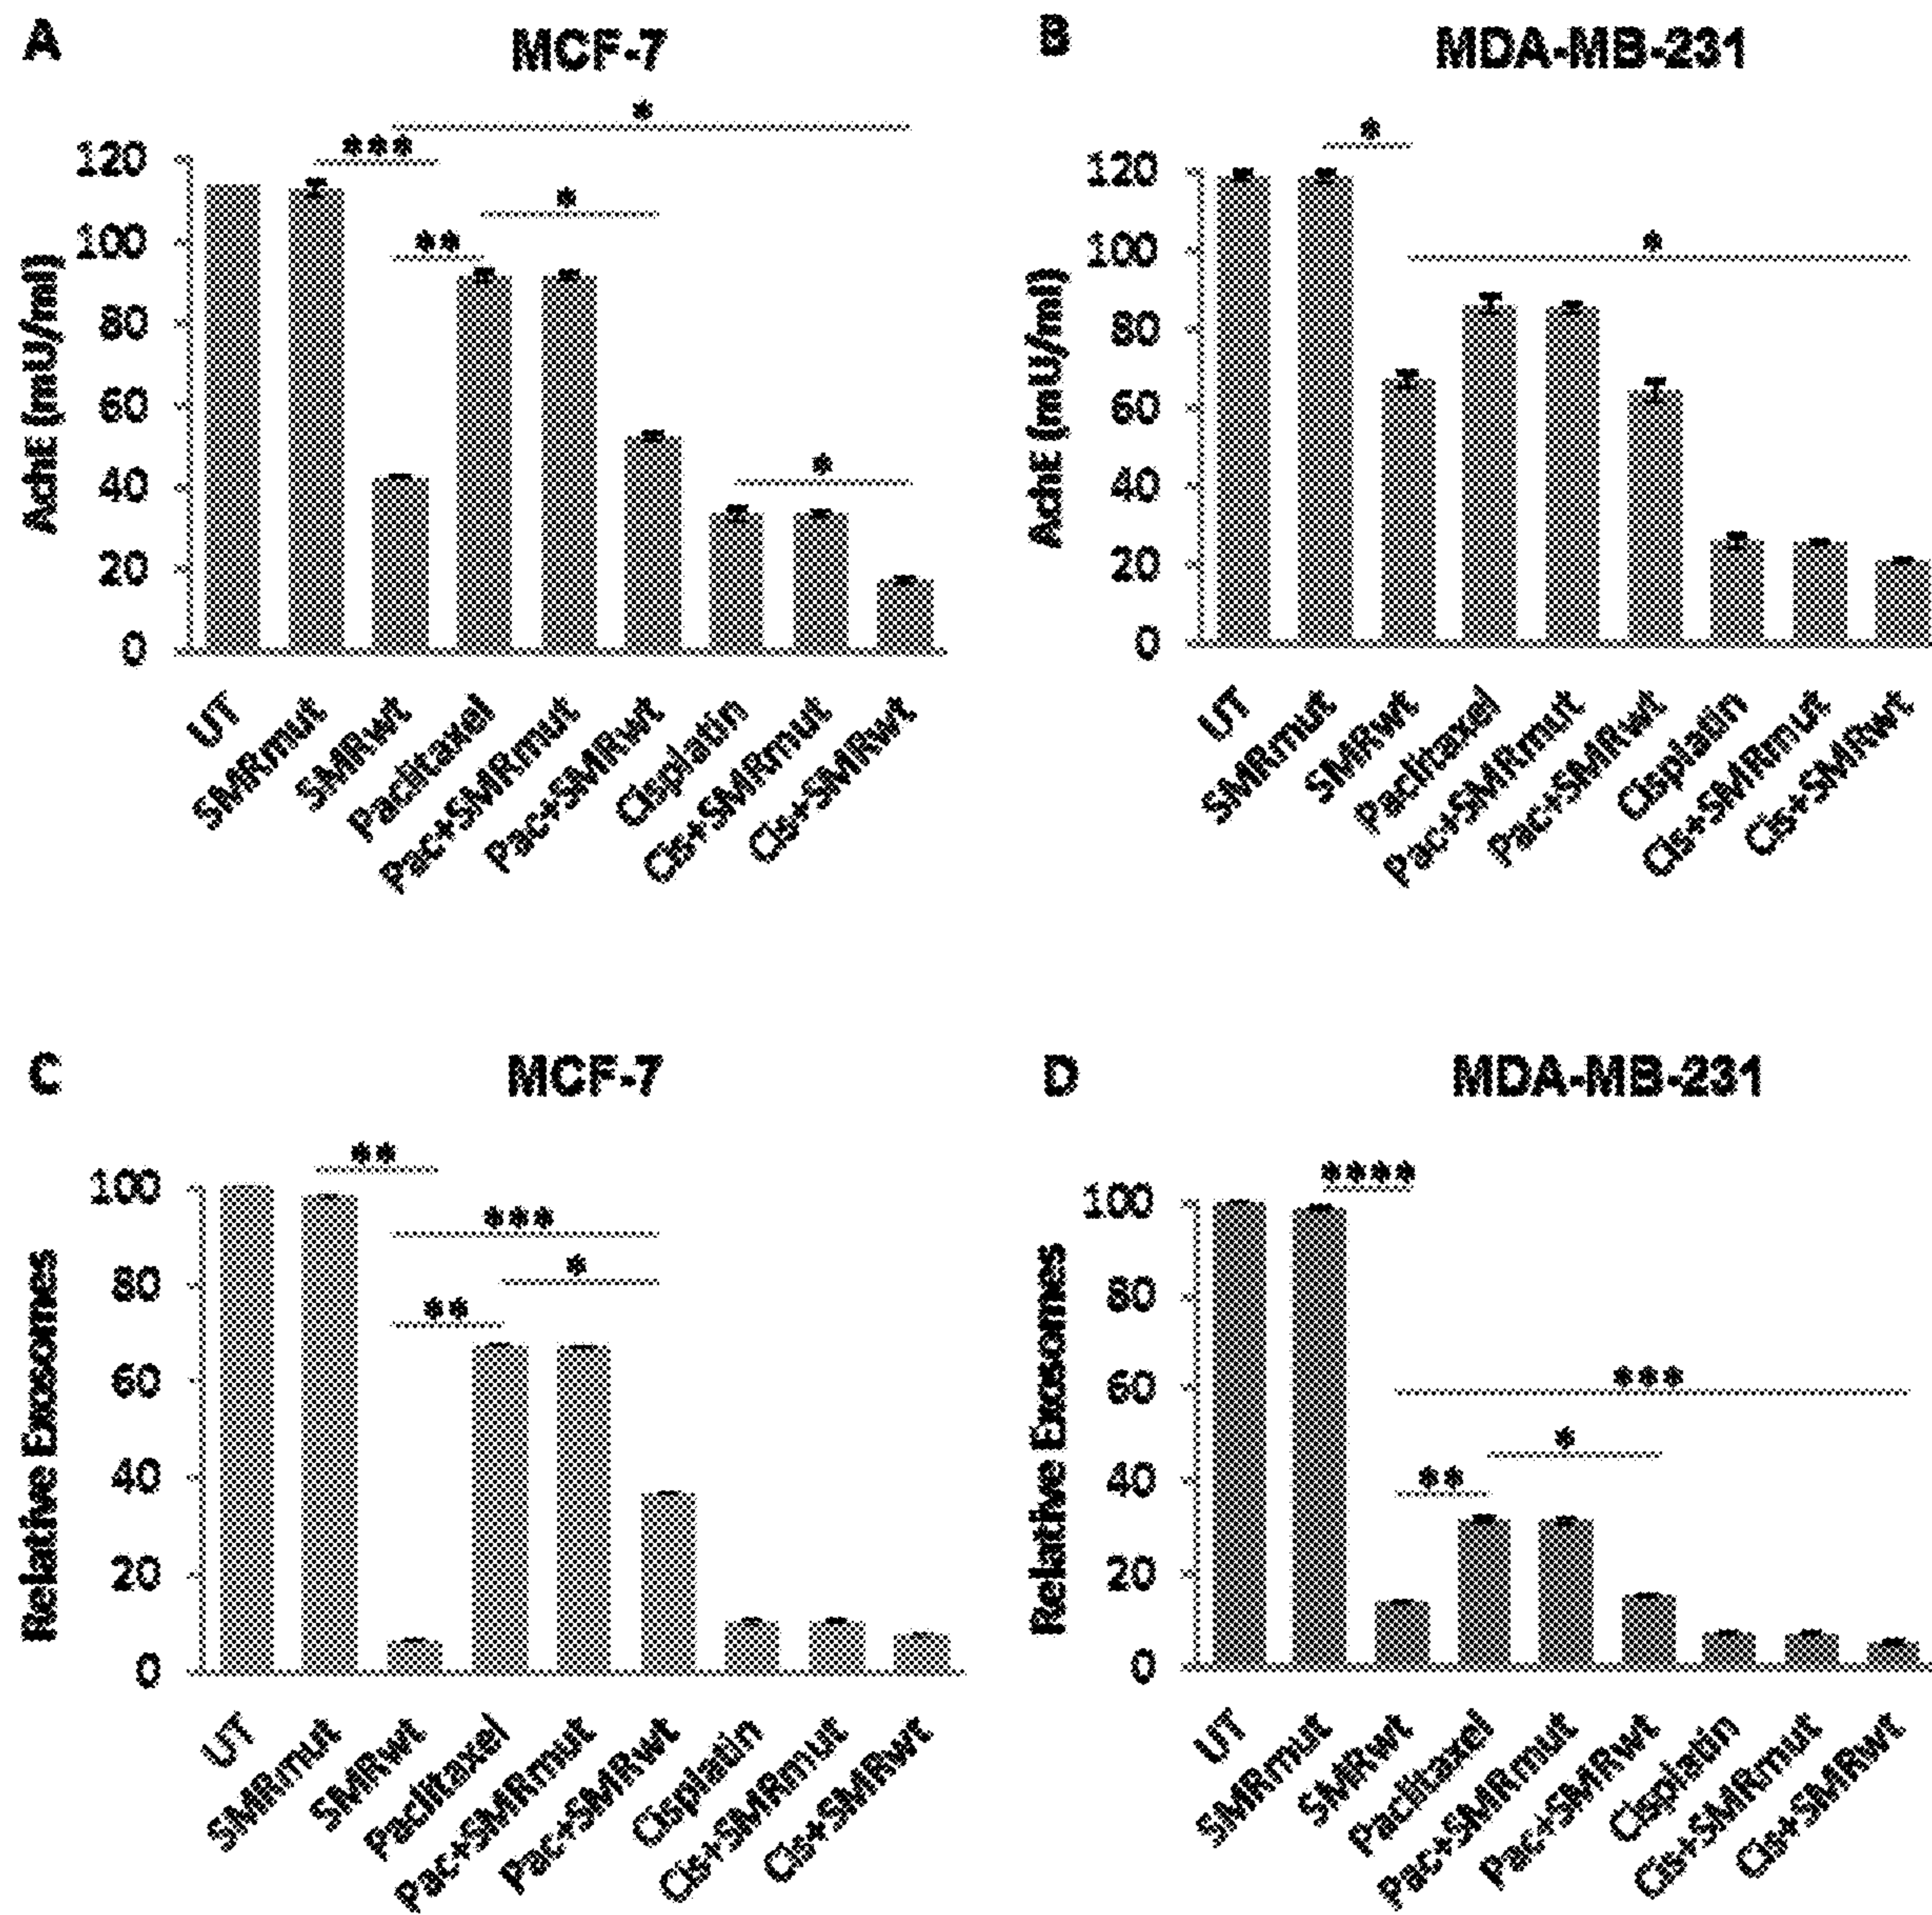 A
MCF-7
AchE (mU/ml)
120
100
80
60
40
20
0
***
*
**
*
*
UT
SMRmut
SMRwt
Paclitaxel
Pac+SMRmut
Pac+SMRwt
Cisplatin
Cis+SMRmut
Cis+SMRwt
B
MDA-MB-231
AchE (mU/ml)
120
100
80
60
40
20
0
*
*
UT
SMRmut
SMRwt
Paclitaxel
Pac+SMRmut
Pac+SMRwt
Cisplatin
Cis+SMRmut
Cis+SMRwt
C
MCF-7
Relative Exosomes
100
80
60
40
20
0
**
***
*
**
UT
SMRmut
SMRwt
Paclitaxel
Pac+SMRmut
Pac+SMRwt
Cisplatin
Cis+SMRmut
Cis+SMRwt
D
MDA-MB-231
Relative Exosomes
100
80
60
40
20
0
****
***
*
**
UT
SMRmut
SMRwt
Paclitaxel
Pac+SMRmut
Pac+SMRwt
Cisplatin
Cis+SMRmut
Cis+SMRwt